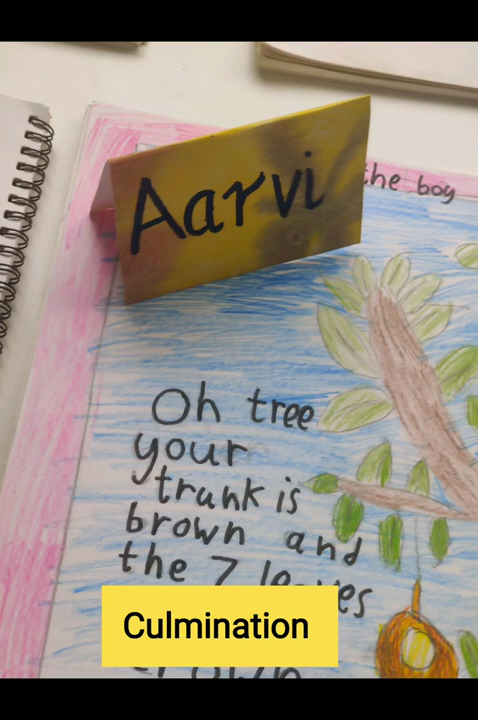 the boy
Aarvi
Oh tree
your
trunk is
brown and
the 7 leaves
Culmination